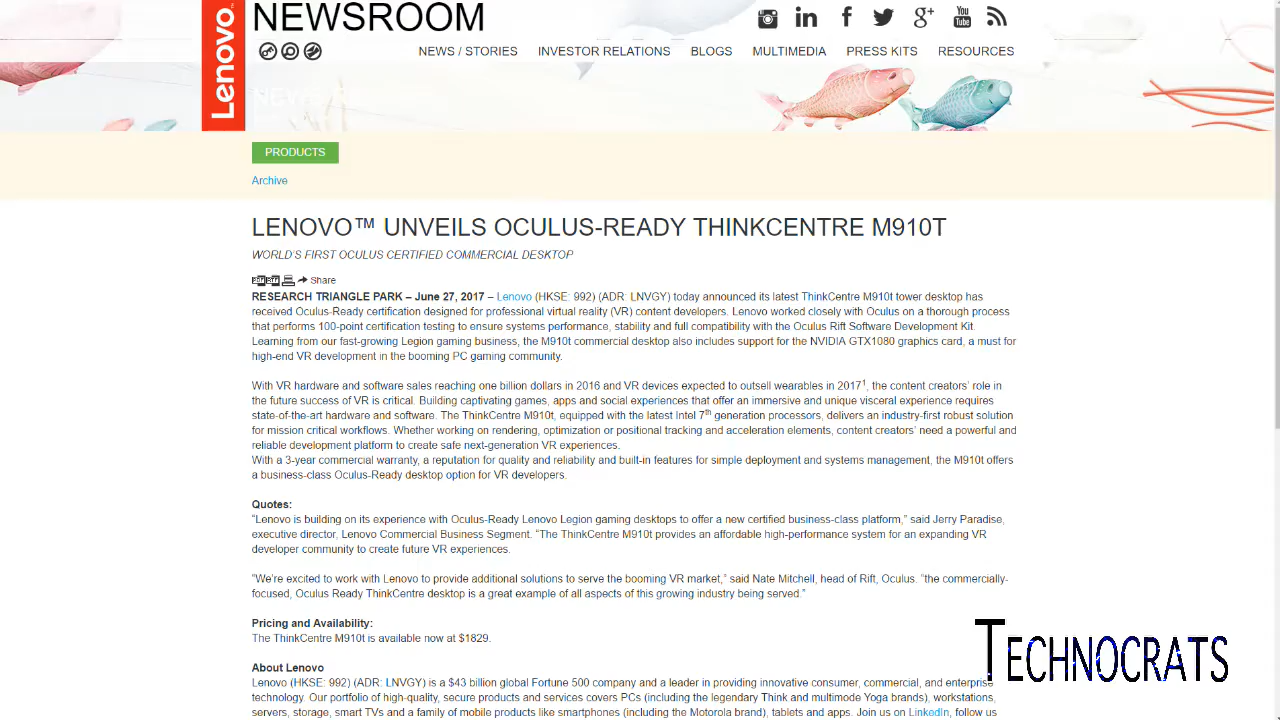 Lenovo™
NEWSROOM
You Tube
NEWS / STORIES INVESTOR RELATIONS BLOGS MULTIMEDIA PRESS KITS RESOURCES
PRODUCTS
Archive
LENOVO™ UNVEILS OCULUS-READY THINKCENTRE M910T
WORLD'S FIRST OCULUS CERTIFIED COMMERCIAL DESKTOP
Share
RESEARCH TRIANGLE PARK – June 27, 2017 – Lenovo (HKSE: 992) (ADR: LNVGY) today announced its latest ThinkCentre M910t tower desktop has
received Oculus-Ready certification designed for professional virtual reality (VR) content developers. Lenovo worked closely with Oculus on a thorough process
that performs 100-point certification testing to ensure systems performance, stability and full compatibility with the Oculus Rift Software Development Kit.
Learning from our fast-growing Legion gaming business, the M910t commercial desktop also includes support for the NVIDIA GTX1080 graphics card, a must for
high-end VR development in the booming PC gaming community.
With VR hardware and software sales reaching one billion dollars in 2016 and VR devices expected to outsell wearables in 2017¹, the content creators' role in
the future success of VR is critical. Building captivating games, apps and social experiences that offer an immersive and unique visceral experience requires
state-of-the-art hardware and software. The ThinkCentre M910t, equipped with the latest Intel 7th generation processors, delivers an industry-first robust solution
for mission critical workflows. Whether working on rendering, optimization or positional tracking and acceleration elements, content creators' need a powerful and
reliable development platform to create safe next-generation VR experiences.
With a 3-year commercial warranty, a reputation for quality and reliability and built-in features for simple deployment and systems management, the M910t offers
a business-class Oculus-Ready desktop option for VR developers.
Quotes:
"Lenovo is building on its experience with Oculus-Ready Lenovo Legion gaming desktops to offer a new certified business-class platform," said Jerry Paradise,
executive director, Lenovo Commercial Business Segment. "The ThinkCentre M910t provides an affordable high-performance system for an expanding VR
developer community to create future VR experiences.
"We're excited to work with Lenovo to provide additional solutions to serve the booming VR market," said Nate Mitchell, head of Rift, Oculus. "the commercially-
focused, Oculus Ready ThinkCentre desktop is a great example of all aspects of this growing industry being served."
Pricing and Availability:
The ThinkCentre M910t is available now at $1829.
About Lenovo
Lenovo (HKSE: 992) (ADR: LNVGY) is a $43 billion global Fortune 500 company and a leader in providing innovative consumer, commercial, and enterprise
technology. Our portfolio of high-quality, secure products and services covers PCs (including the legendary Think and multimode Yoga brands), workstations,
servers, storage, smart TVs and a family of mobile products like smartphones (including the Motorola brand), tablets and apps. Join us on LinkedIn, follow us
TECHNOCRATS